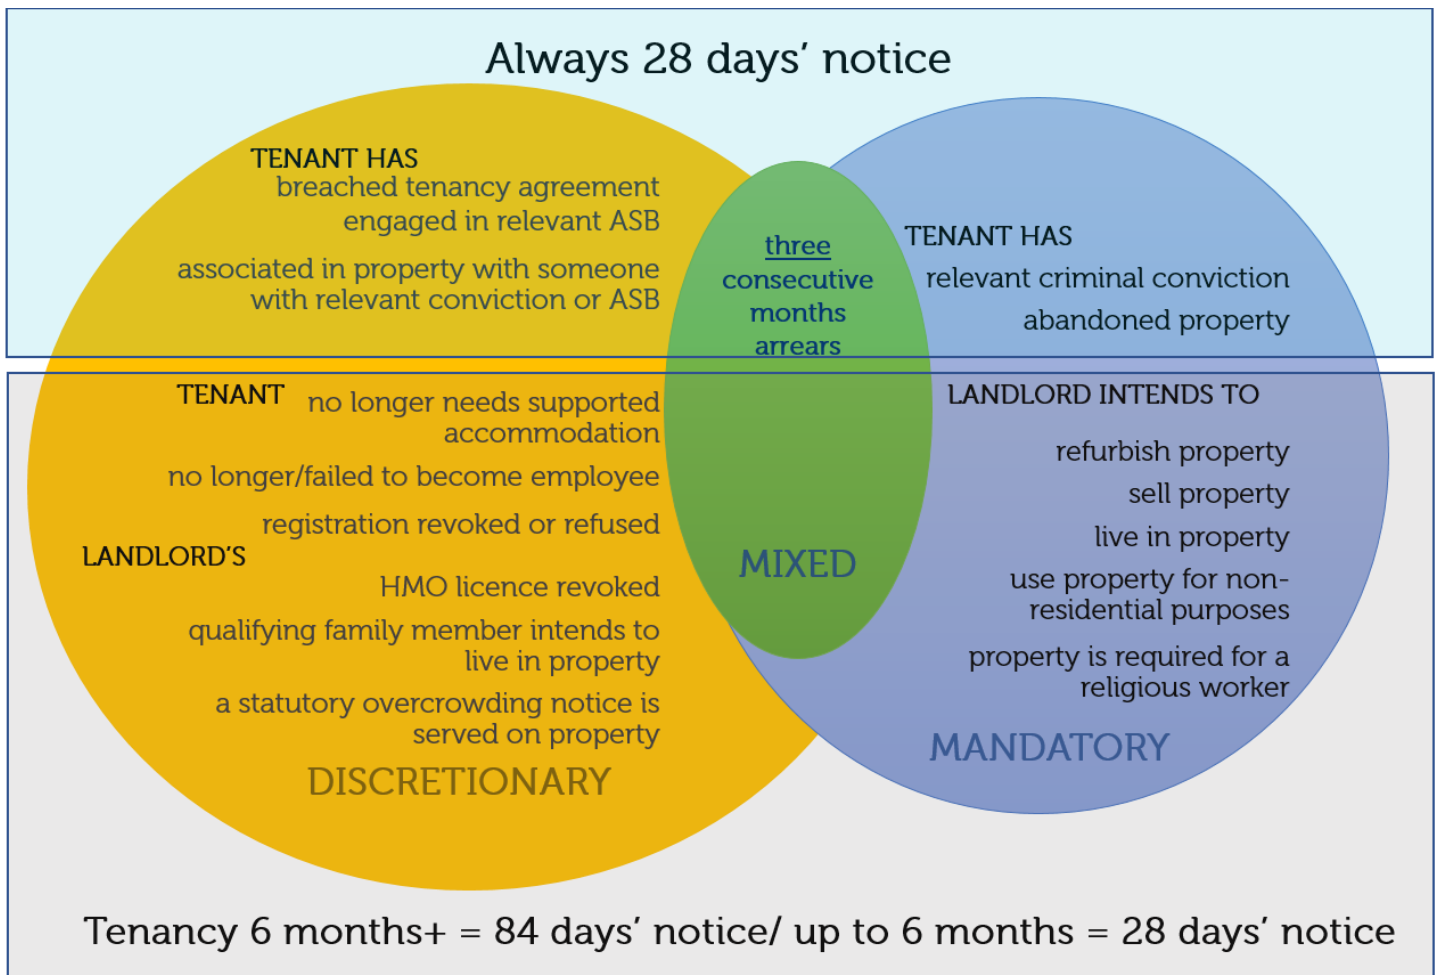 Always 28 days’ notice
TENANT HAS
breached tenancy agreement
engaged in relevant ASB
associated in property with someone
with relevant conviction or ASB
three
consecutive
months
arrears
TENANT HAS
relevant criminal conviction
abandoned property
TENANT
no longer needs supported
accommodation
no longer/failed to become employee
registration revoked or refused
LANDLORD’S
HMO licence revoked
qualifying family member intends to
live in property
a statutory overcrowding notice is
served on property
DISCRETIONARY
MIXED
LANDLORD INTENDS TO
refurbish property
sell property
live in property
use property for non-
residential purposes
property is required for a
religious worker
MANDATORY
Tenancy 6 months+ = 84 days’ notice/ up to 6 months = 28 days’ notice